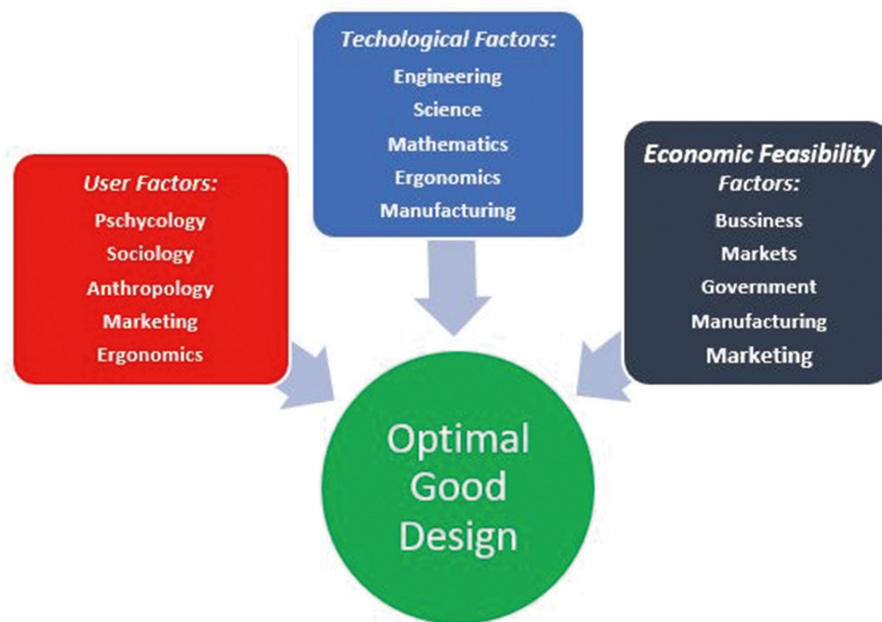 User Factors:
Pschycology
Sociology
Anthropology
Marketing
Ergonomics
Techological Factors:
Engineering
Science
Mathematics
Ergonomics
Manufacturing
Economic Feasibility
Factors:
Bussiness
Markets
Government
Manufacturing
Marketing
Optimal
Good
Design